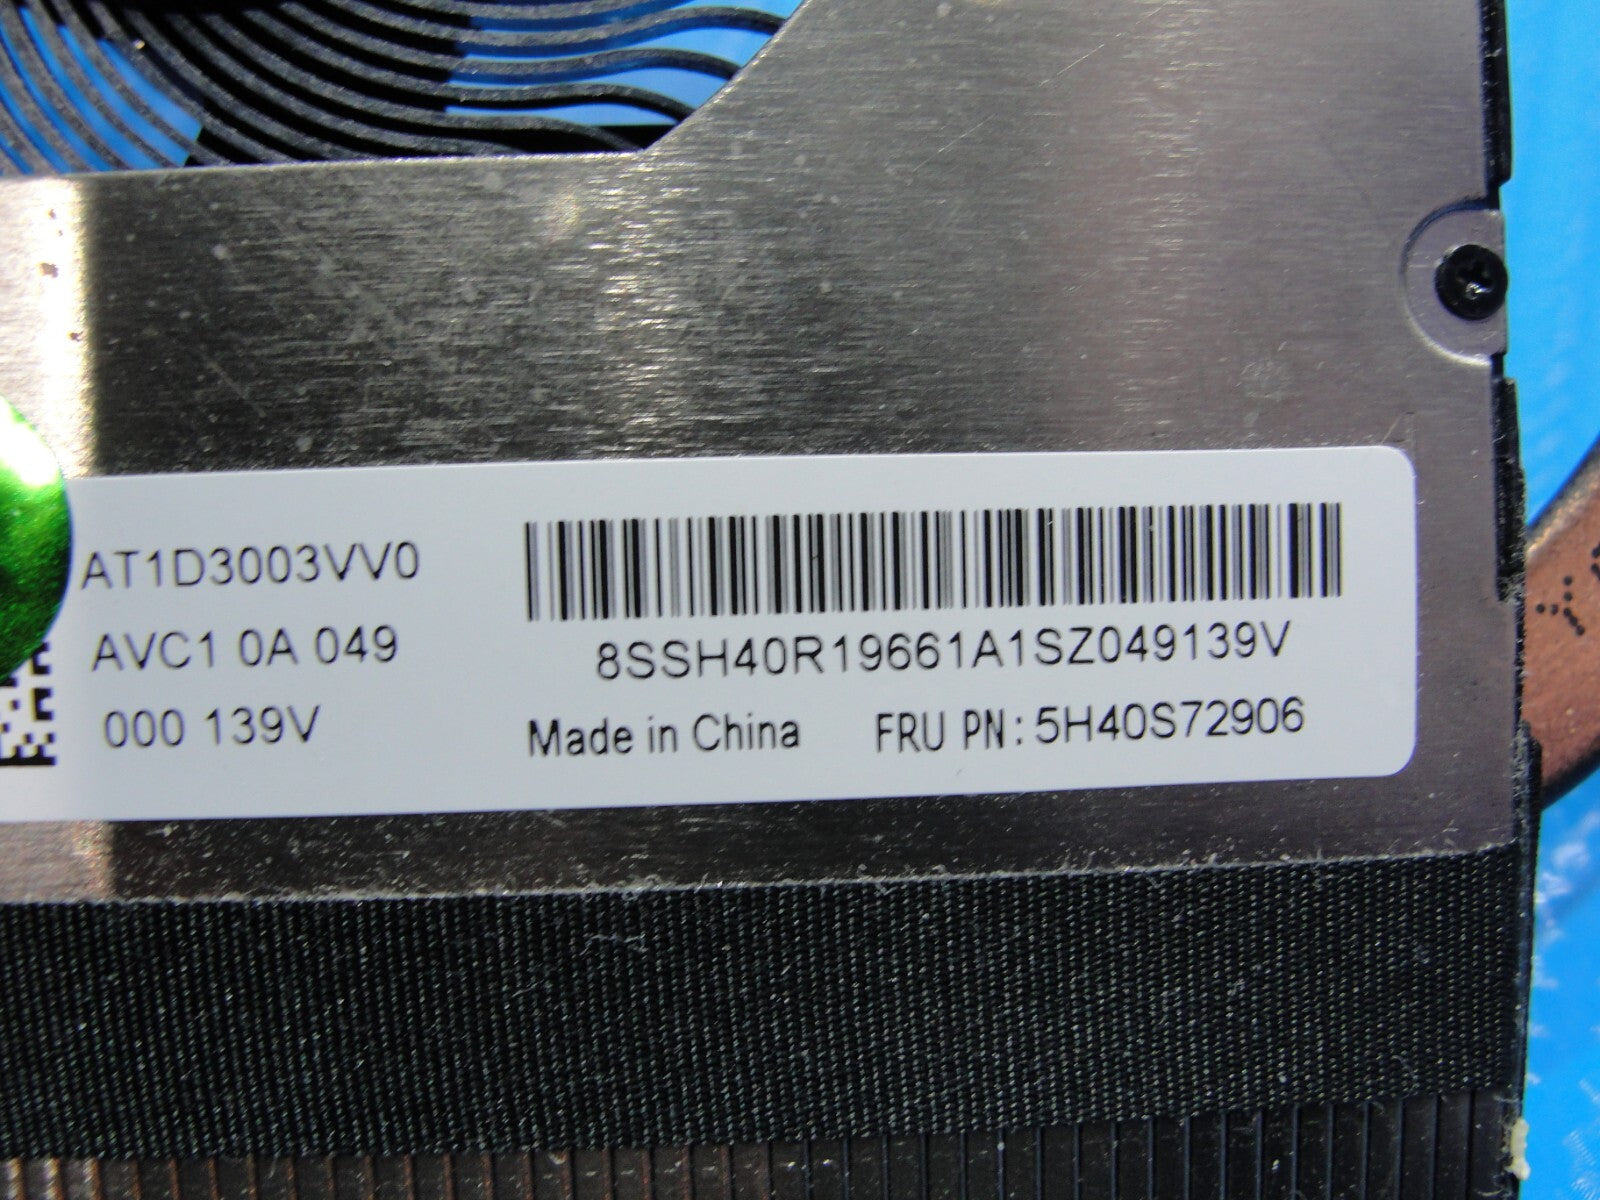 AT1D3003VV0
AVC1 0A 049
000 139V
8SSH40R19661A1SZ049139V
Made in China FRU PN: 5H40S72906